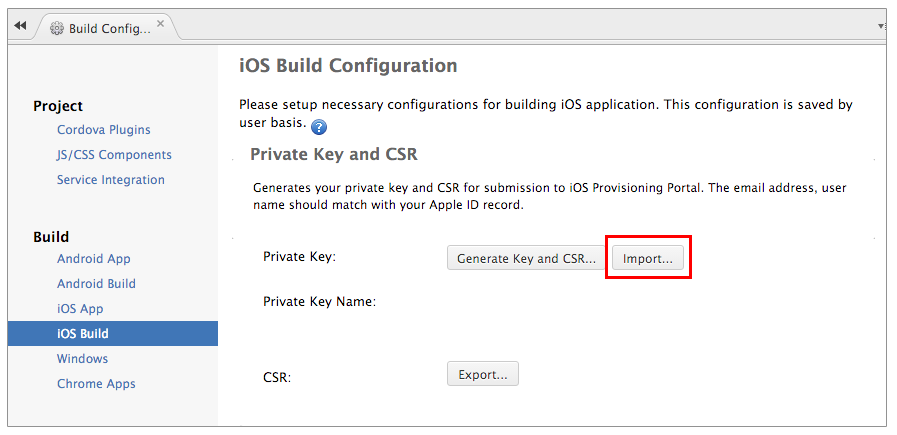 Build Config...
Project
Cordova Plugins
JS/CSS Components
Service Integration
Build
Android App
Android Build
iOS App
iOS Build
Windows
Chrome Apps
iOS Build Configuration
Please setup necessary configurations for building iOS application. This configuration is saved by
user basis. ?
Private Key and CSR
Generates your private key and CSR for submission to iOS Provisioning Portal. The email address, user
name should match with your Apple ID record.
Private Key: Generate Key and CSR... Import...
Private Key Name:
CSR: Export...